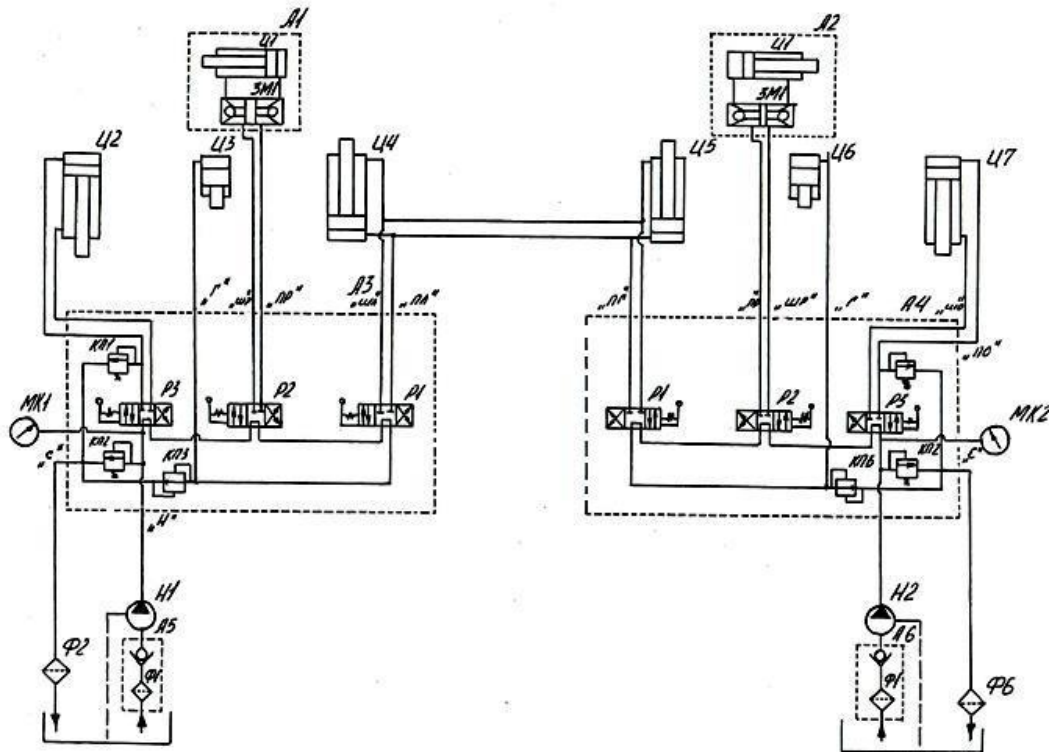 А1
Ц1
ЗМ1
А2
Ц1
ЗМ1
Ц2
Ц3
Ц4
Ц5
Ц6
Ц7
„Г“
„ПР“
А3
„ПЛ“
„ШР“
„Г“
А4
„ПО“
КП1
Р3
Р2
Р1
Р1
Р2
Р3
МК1
МК2
„С“
КП2
КП3
КП6
КП2
„Н“
Н1
А5
Ф1
Ф2
Н2
А6
Ф1
Ф6